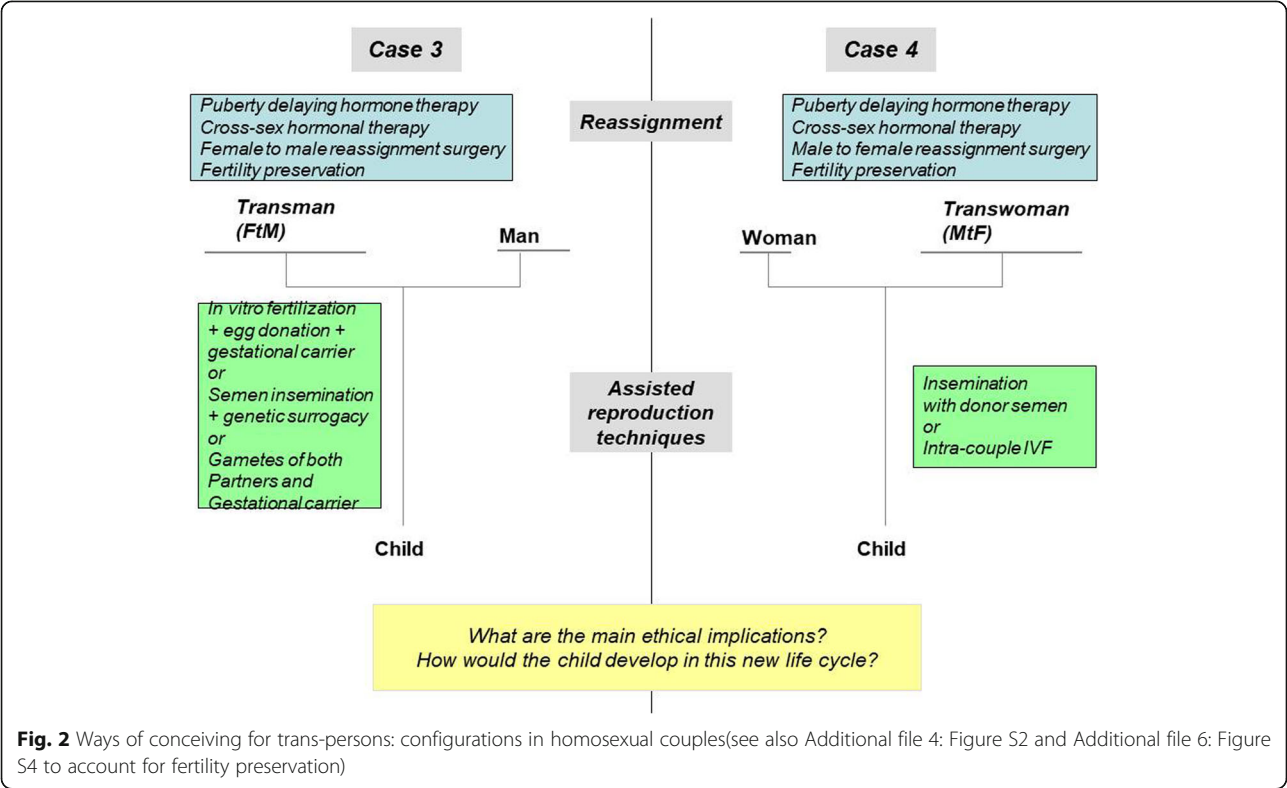 Case 3
Case 4
Puberty delaying hormone therapy
Cross-sex hormonal therapy
Female to male reassignment surgery
Fertility preservation
Reassignment
Puberty delaying hormone therapy
Cross-sex hormonal therapy
Male to female reassignment surgery
Fertility preservation
Transman
(FtM)
Man
Woman
Transwoman
(MtF)
In vitro fertilization
+ egg donation +
gestational carrier
or
Semen insemination
+ genetic surrogacy
or
Gametes of both
Partners and
Gestational carrier
Assisted
reproduction
techniques
Insemination
with donor semen
or
Intra-couple IVF
Child
Child
What are the main ethical implications?
How would the child develop in this new life cycle?
Fig. 2 Ways of conceiving for trans-persons: configurations in homosexual couples(see also Additional file 4: Figure S2 and Additional file 6: Figure
S4 to account for fertility preservation)